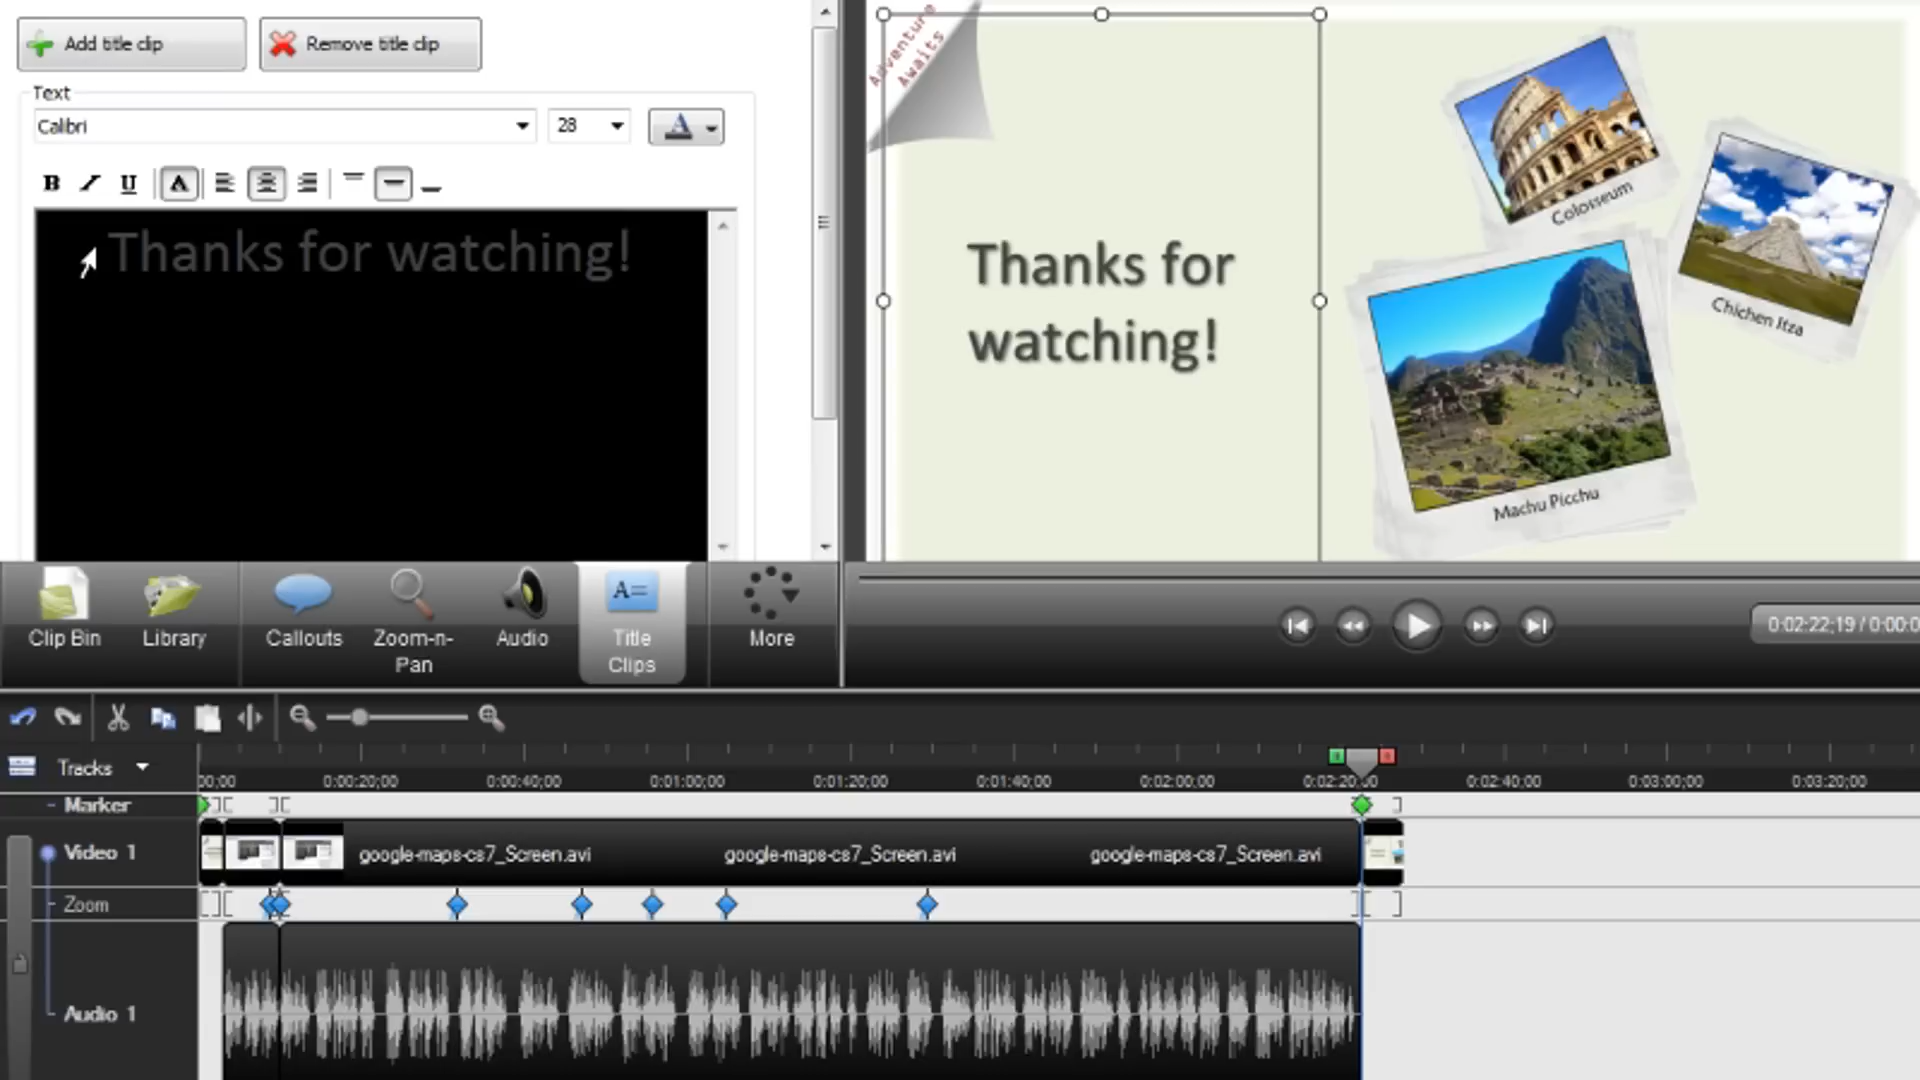 Add title clip
Remove title clip
Text
Calibri
28
B I U
Thanks for watching!
Adventure
Awaits
Thanks for
watching!
Colosseum
Chichen Itza
Machu Picchu
Clip Bin
Library
Callouts
Zoom-n-
Pan
Audio
Title
Clips
More
0:02:22;19 / 0:00:0
Tracks
00;00 0:00:20;00 0:00:40;00 0:01:00;00 0:01:20;00 0:01:40;00 0:02:00;00 0:02:20;00 0:02:40;00 0:03:00;00 0:03:20;00
Marker
Video 1
google-maps-cs7_Screen.avi google-maps-cs7_Screen.avi google-maps-cs7_Screen.avi
Zoom
Audio 1